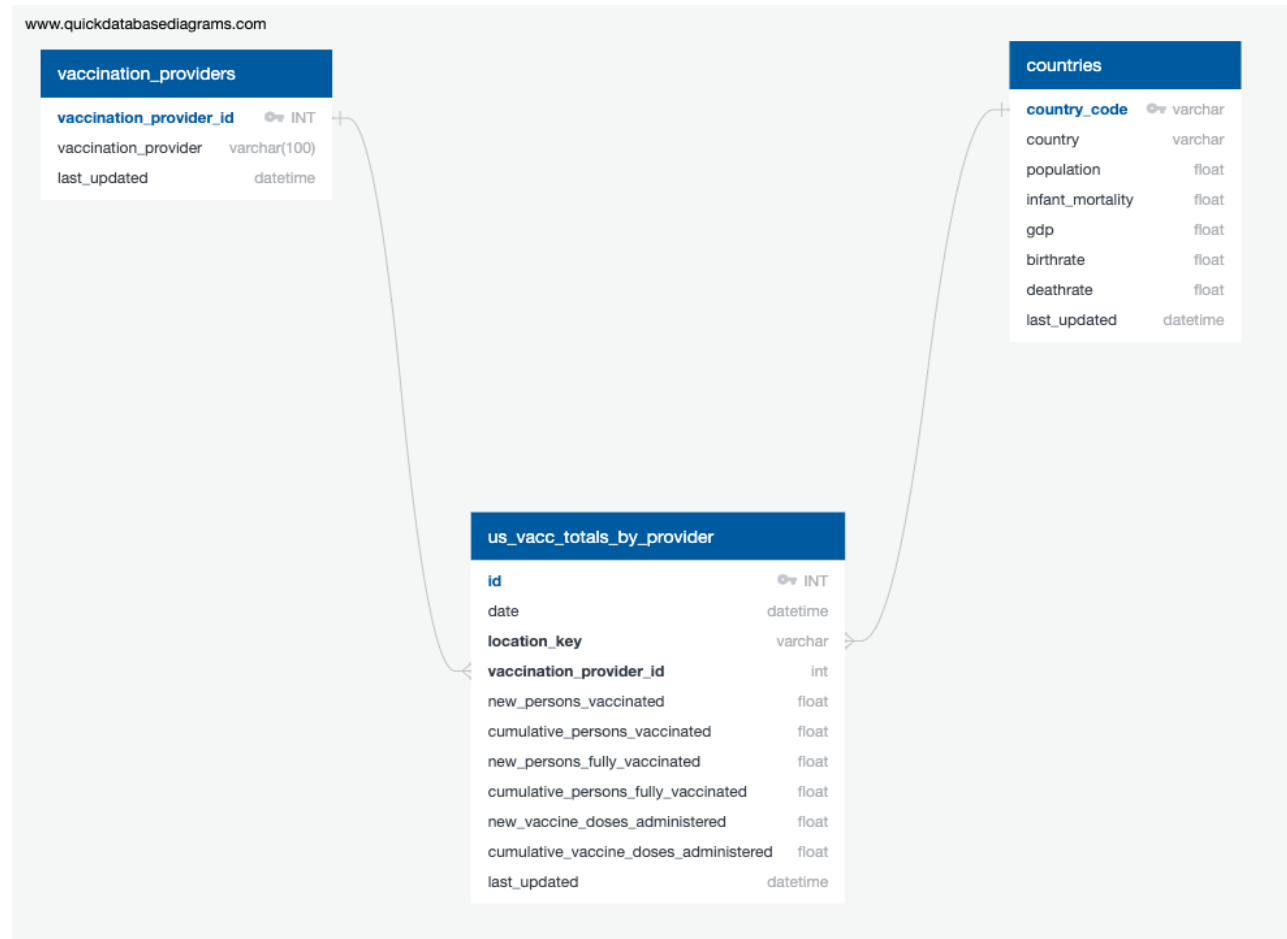 www.quickdatabasediagrams.com
vaccination_providers
vaccination_provider_id INT
vaccination_provider varchar(100)
last_updated datetime
countries
country_code varchar
country varchar
population float
infant_mortality float
gdp float
birthrate float
deathrate float
last_updated datetime
us_vacc_totals_by_provider
id INT
date datetime
location_key varchar
vaccination_provider_id int
new_persons_vaccinated float
cumulative_persons_vaccinated float
new_persons_fully_vaccinated float
cumulative_persons_fully_vaccinated float
new_vaccine_doses_administered float
cumulative_vaccine_doses_administered float
last_updated datetime